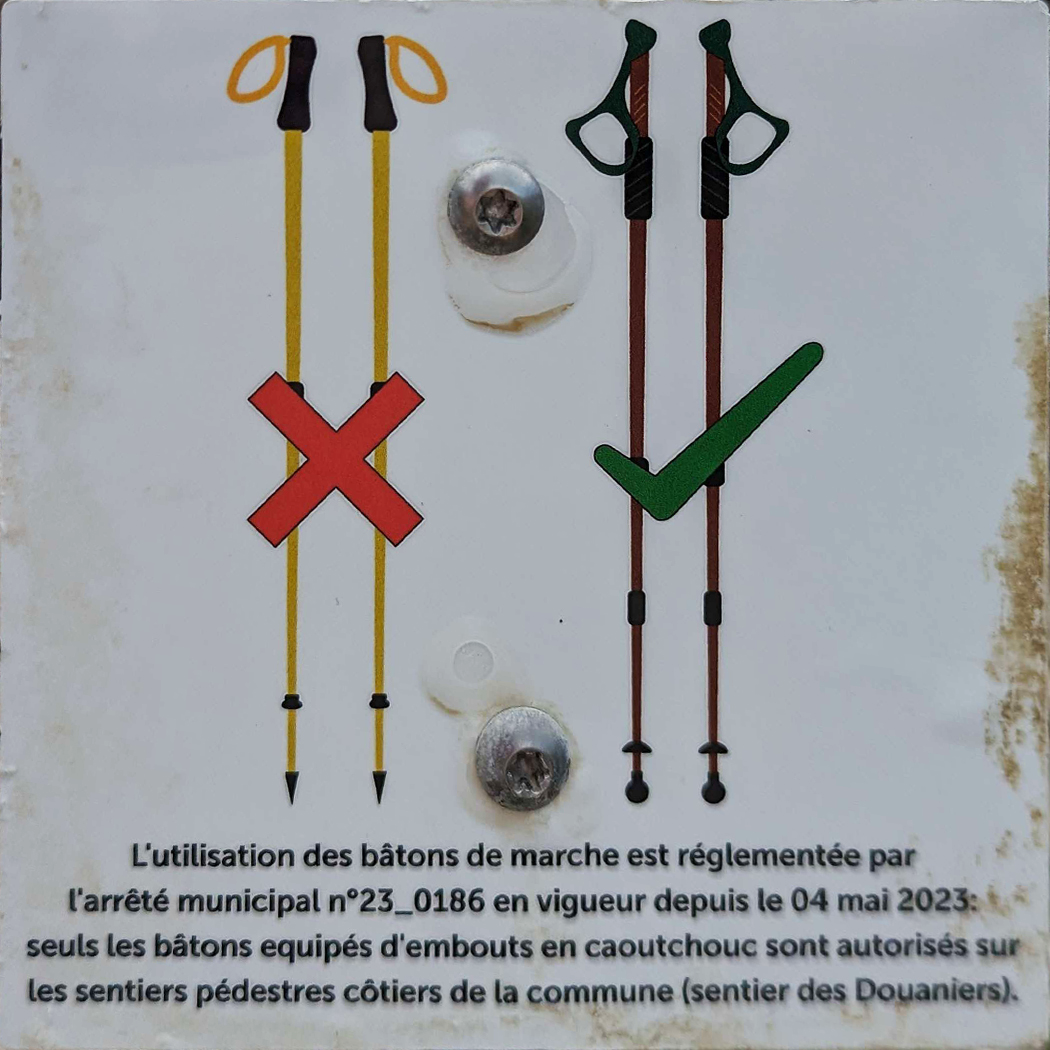 L'utilisation des bâtons de marche est réglementée par
l'arrêté municipal n°23_0186 en vigueur depuis le 04 mai 2023:
seuls les bâtons equipés d'embouts en caoutchouc sont autorisés sur
les sentiers pédestres côtiers de la commune (sentier des Douaniers).